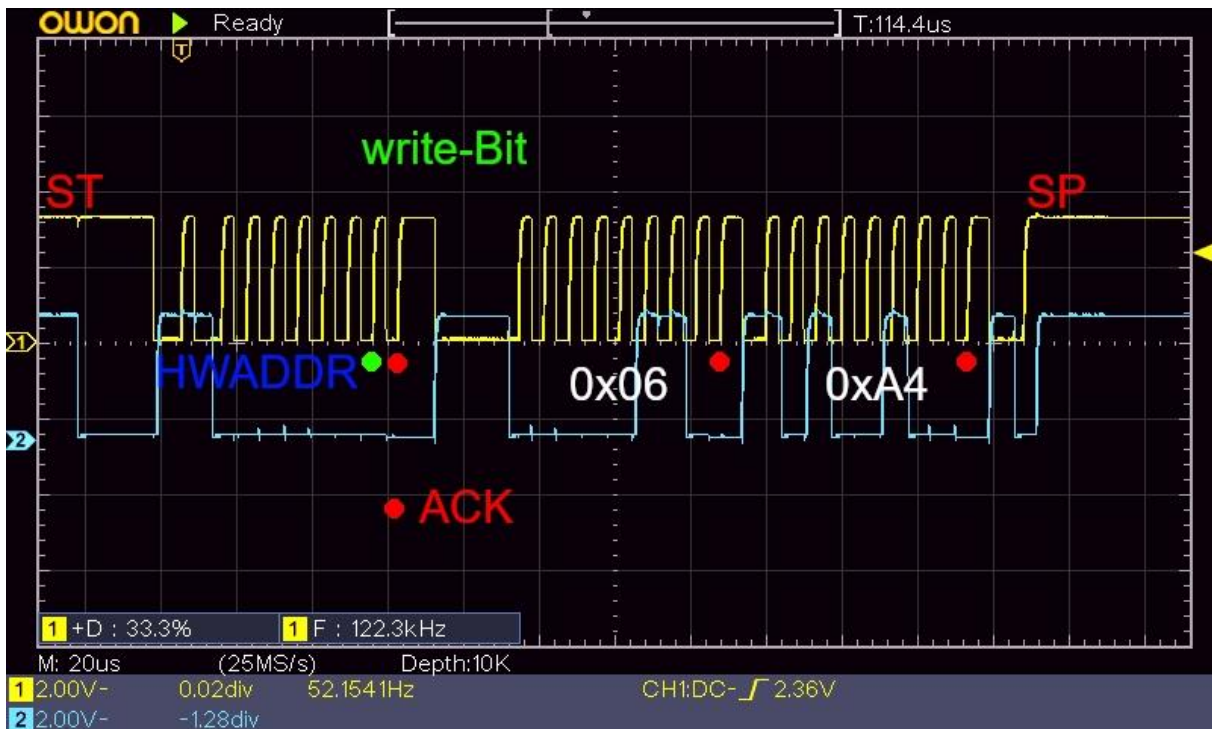 owon Ready T:114.4us
T
write-Bit
ST SP
1
HWADDR 0x06 0xA4
2
ACK
1 +D : 33.3% 1 F : 122.3kHz
M: 20us (25MS/s) Depth:10K
1 2.00V- 0.02div 52.1541Hz CH1:DC- 2.36V
2 2.00V- -1.28div